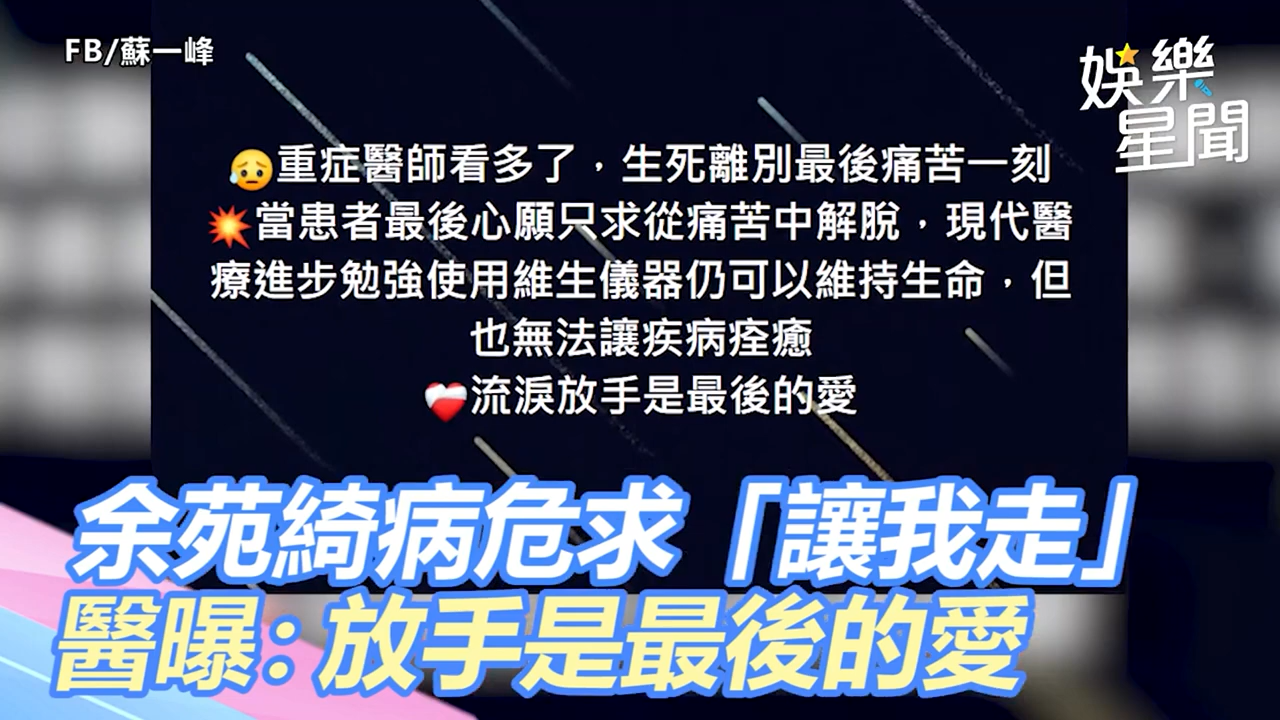 FB/蘇一峰
娛樂
星聞
😥重症醫師看多了，生死離別最後痛苦一刻
💥當患者最後心願只求從痛苦中解脫，現代醫
療進步勉強使用維生儀器仍可以維持生命，但
也無法讓疾病痊癒
❤️‍🩹流淚放手是最後的愛
余苑綺病危求「讓我走」
醫曝：放手是最後的愛